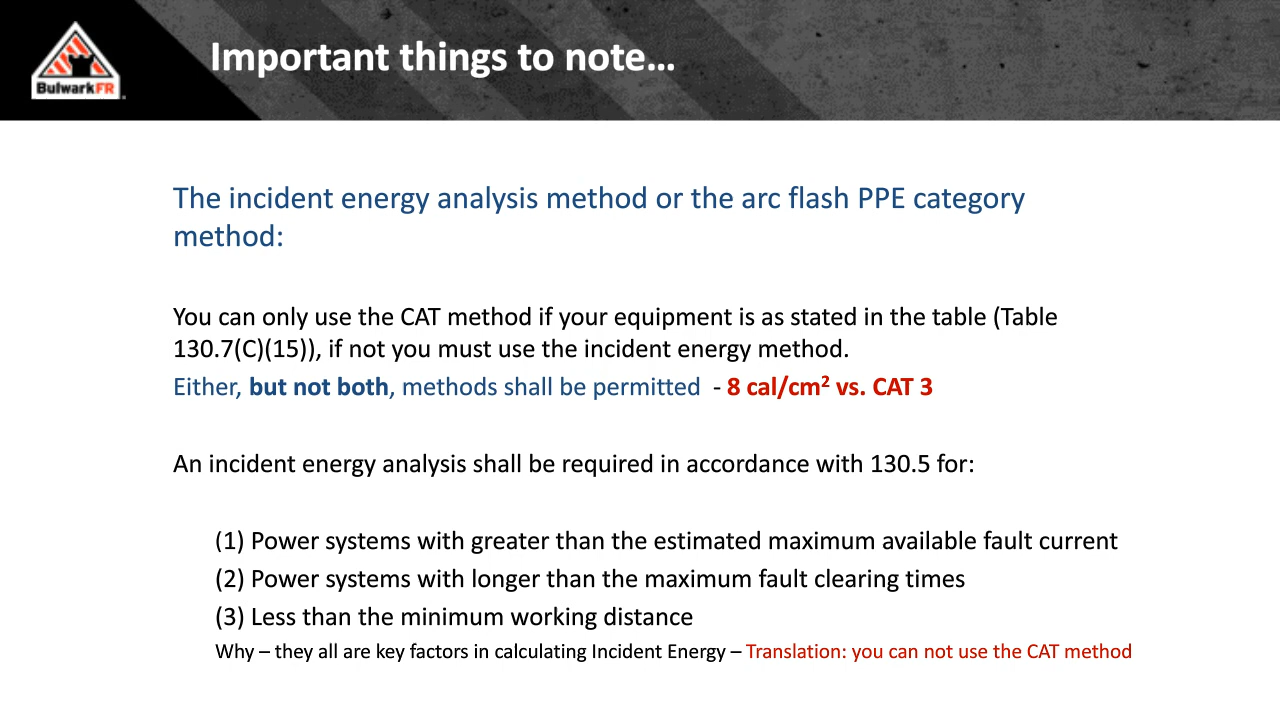 BulwarkFR
Important things to note…
The incident energy analysis method or the arc flash PPE category
method:
You can only use the CAT method if your equipment is as stated in the table (Table
130.7(C)(15)), if not you must use the incident energy method.
Either, but not both, methods shall be permitted - 8 cal/cm² vs. CAT 3
An incident energy analysis shall be required in accordance with 130.5 for:
(1) Power systems with greater than the estimated maximum available fault current
(2) Power systems with longer than the maximum fault clearing times
(3) Less than the minimum working distance
Why – they all are key factors in calculating Incident Energy – Translation: you can not use the CAT method